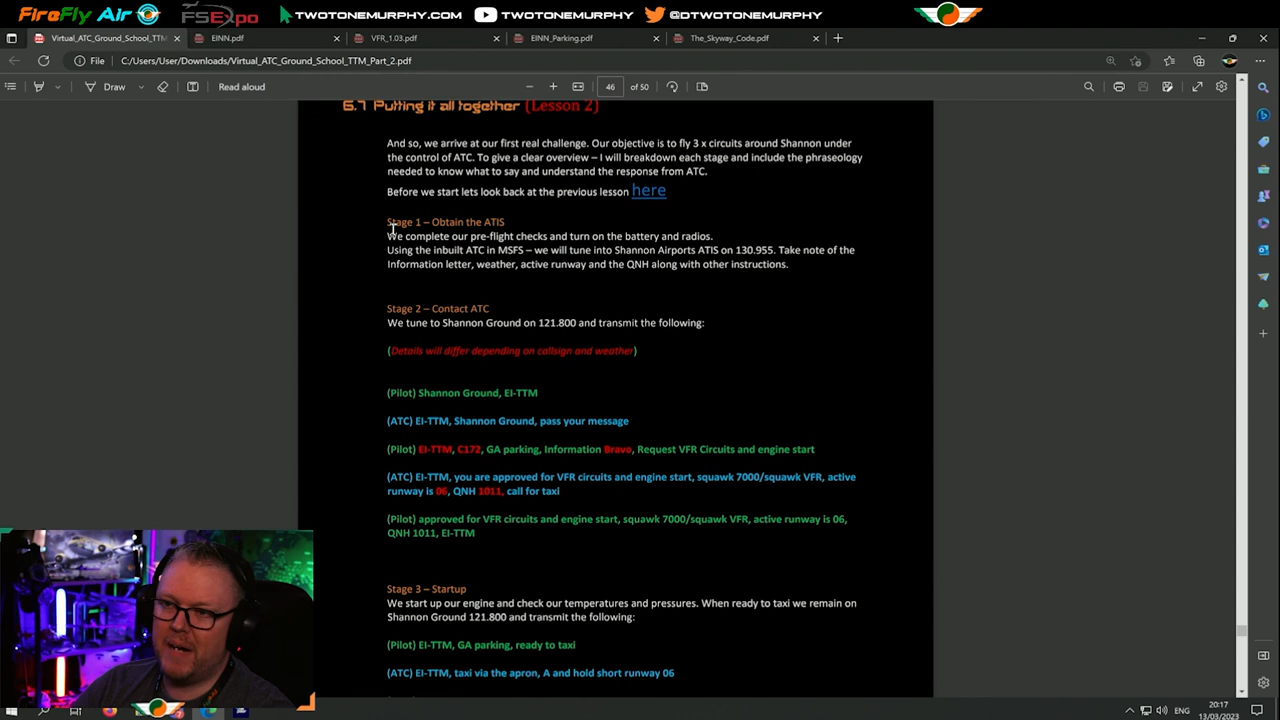 FireFly Air
FSExpo
TWOTONEMURPHY.COM
TWOTONEMURPHY
@DTWOTONEMURPHY
Virtual_ATC_Ground_School_TTM
EINN.pdf
VFR_1.03.pdf
EINN_Parking.pdf
The_Skyway_Code.pdf
File
C:/Users/User/Downloads/Virtual_ATC_Ground_School_TTM_Part_2.pdf
Draw
Read aloud
46 of 50
6.7 Putting it all together (Lesson 2)
And so, we arrive at our first real challenge. Our objective is to fly 3 x circuits around Shannon under
the control of ATC. To give a clear overview – I will breakdown each stage and include the phraseology
needed to know what to say and understand the response from ATC.
Before we start lets look back at the previous lesson here
Stage 1 – Obtain the ATIS
We complete our pre-flight checks and turn on the battery and radios.
Using the inbuilt ATC in MSFS – we will tune into Shannon Airports ATIS on 130.955. Take note of the
Information letter, weather, active runway and the QNH along with other instructions.
Stage 2 – Contact ATC
We tune to Shannon Ground on 121.800 and transmit the following:
(Details will differ depending on callsign and weather)
(Pilot) Shannon Ground, EI-TTM
(ATC) EI-TTM, Shannon Ground, pass your message
(Pilot) EI-TTM, C172, GA parking, Information Bravo, Request VFR Circuits and engine start
(ATC) EI-TTM, you are approved for VFR circuits and engine start, squawk 7000/squawk VFR, active
runway is 06, QNH 1011, call for taxi
(Pilot) approved for VFR circuits and engine start, squawk 7000/squawk VFR, active runway is 06,
QNH 1011, EI-TTM
Stage 3 – Startup
We start up our engine and check our temperatures and pressures. When ready to taxi we remain on
Shannon Ground 121.800 and transmit the following:
(Pilot) EI-TTM, GA parking, ready to taxi
(ATC) EI-TTM, taxi via the apron, A and hold short runway 06
ENG
20:17
13/03/2023